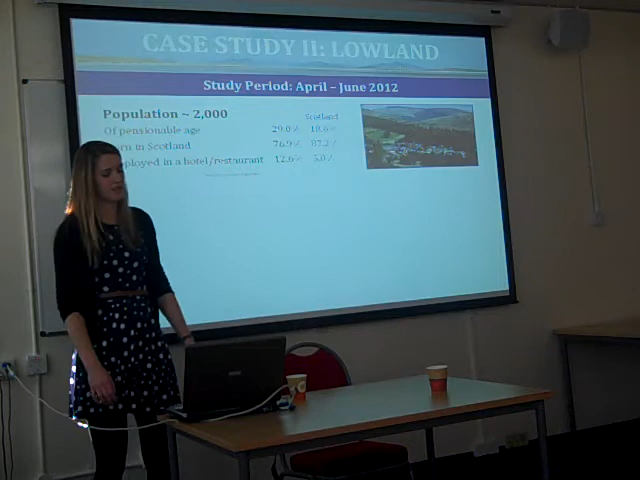 CASE STUDY II: LOWLAND
Study Period: April – June 2012
Population ~ 2,000
Scotland
Of pensionable age 29.0% 18.6%
rn in Scotland 76.9% 87.2%
ployed in a hotel/restaurant 12.6% 5.0%